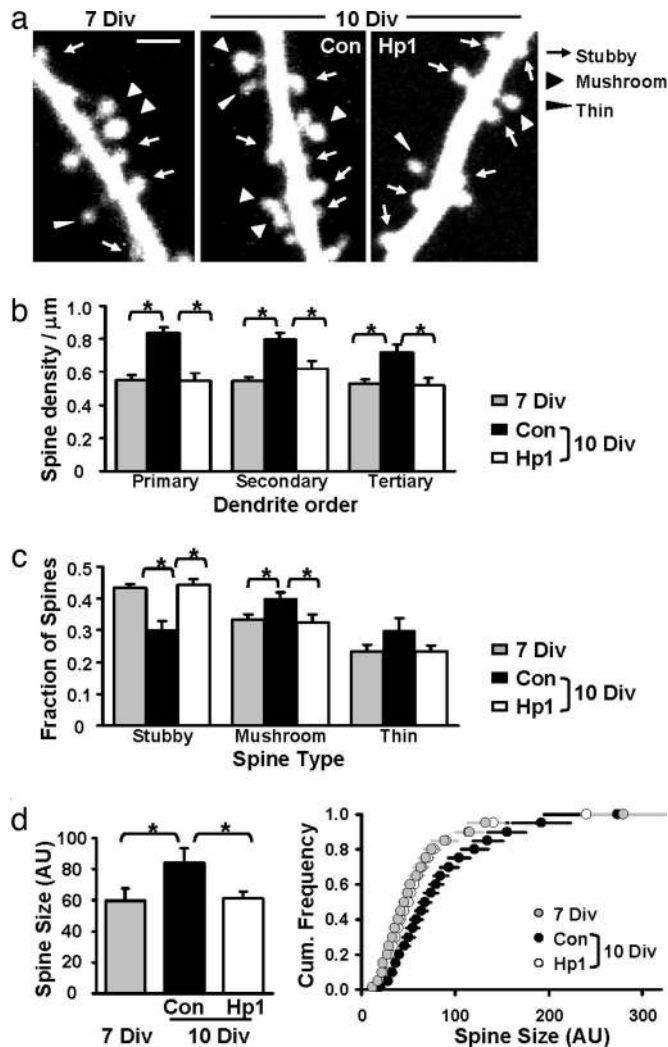 a
7 Div
10 Div
Con
Hp1
Stubby
Mushroom
Thin
b
Spine density / μm
1.0
0.8
0.6
0.4
0.2
0
* * * * * *
Primary
Secondary
Tertiary
Dendrite order
7 Div
Con
Hp1
10 Div
c
Fraction of Spines
0.5
0.4
0.3
0.2
0.1
0
* * * *
Stubby
Mushroom
Thin
Spine Type
7 Div
Con
Hp1
10 Div
d
Spine Size (AU)
100
80
60
40
20
0
* *
Con Hp1
7 Div
10 Div
Cum. Frequency
1.0
0.8
0.6
0.4
0.2
0.0
0 100 200 300
Spine Size (AU)
7 Div
Con
Hp1
10 Div